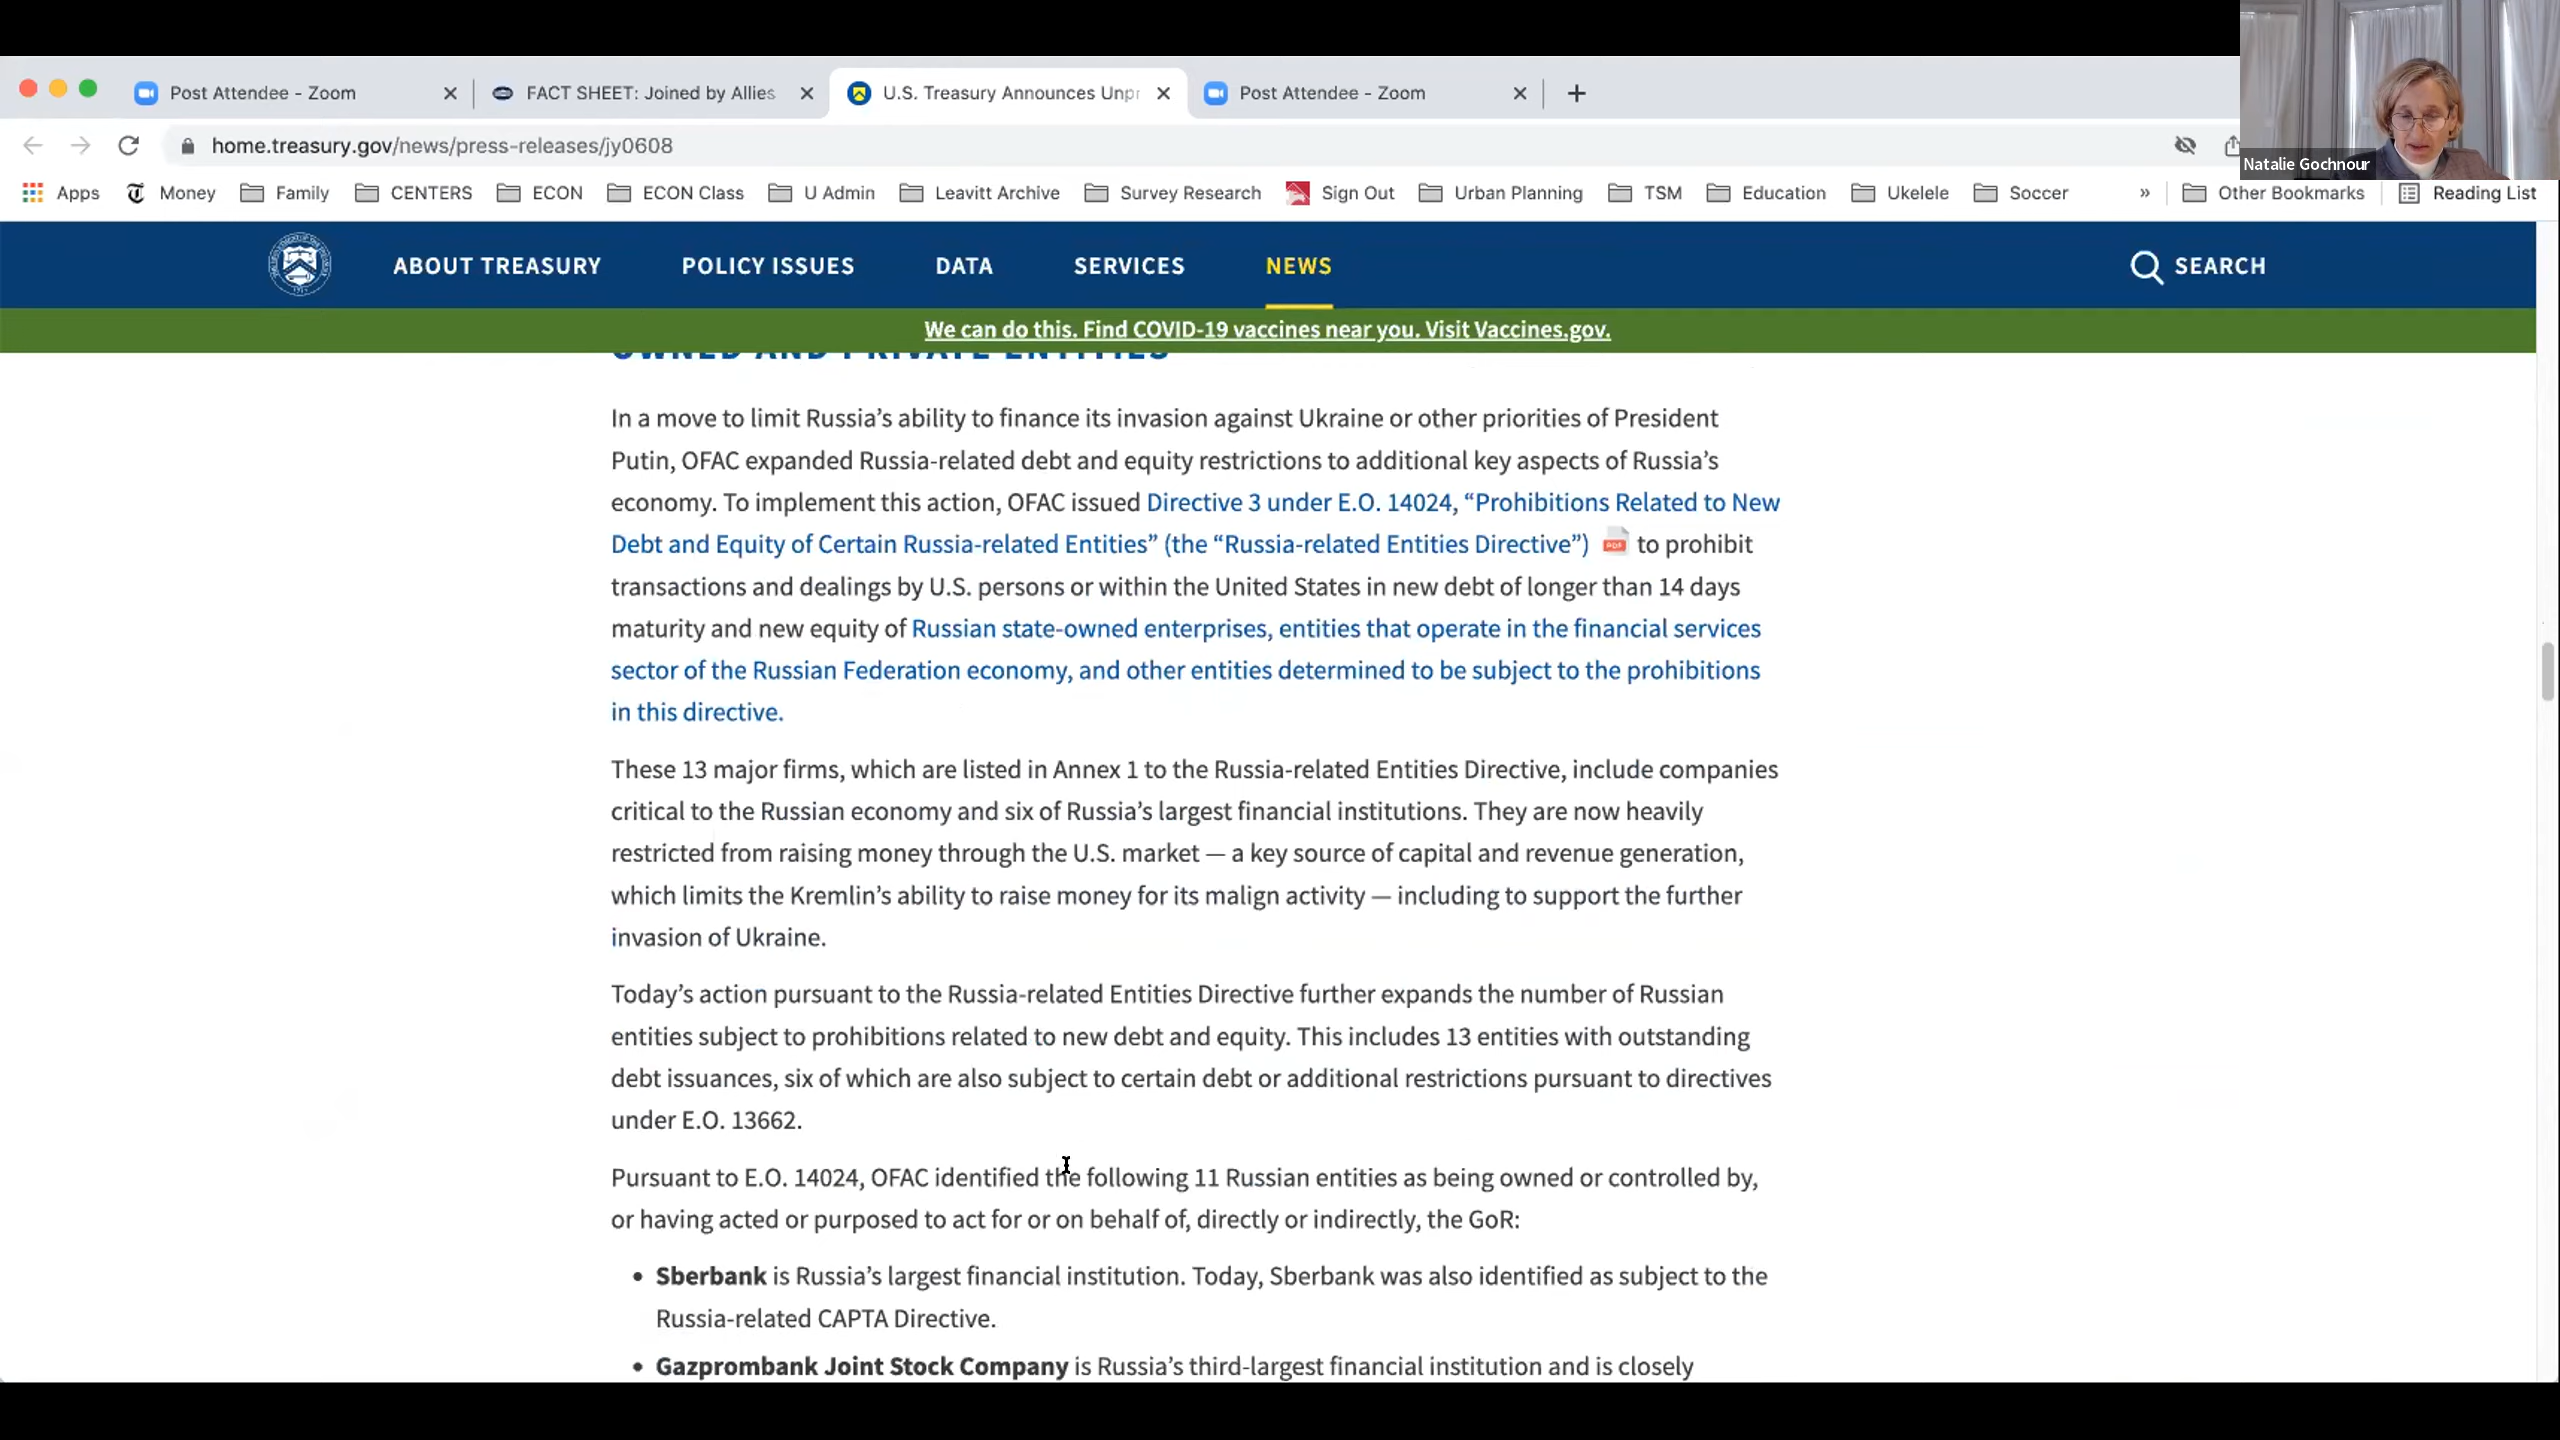 Post Attendee - Zoom
FACT SHEET: Joined by Allies
U.S. Treasury Announces Unpr
Post Attendee - Zoom
home.treasury.gov/news/press-releases/jy0608
Natalie Gochnour
Apps Money Family CENTERS ECON ECON Class U Admin Leavitt Archive Survey Research Sign Out Urban Planning TSM Education Ukelele Soccer » Other Bookmarks Reading List
ABOUT TREASURY POLICY ISSUES DATA SERVICES NEWS SEARCH
We can do this. Find COVID-19 vaccines near you. Visit Vaccines.gov.
OWNED AND PRIVATE ENTITIES
In a move to limit Russia’s ability to finance its invasion against Ukraine or other priorities of President
Putin, OFAC expanded Russia-related debt and equity restrictions to additional key aspects of Russia’s
economy. To implement this action, OFAC issued Directive 3 under E.O. 14024, “Prohibitions Related to New
Debt and Equity of Certain Russia-related Entities” (the “Russia-related Entities Directive”) PDF to prohibit
transactions and dealings by U.S. persons or within the United States in new debt of longer than 14 days
maturity and new equity of Russian state-owned enterprises, entities that operate in the financial services
sector of the Russian Federation economy, and other entities determined to be subject to the prohibitions
in this directive.
These 13 major firms, which are listed in Annex 1 to the Russia-related Entities Directive, include companies
critical to the Russian economy and six of Russia’s largest financial institutions. They are now heavily
restricted from raising money through the U.S. market — a key source of capital and revenue generation,
which limits the Kremlin’s ability to raise money for its malign activity — including to support the further
invasion of Ukraine.
Today’s action pursuant to the Russia-related Entities Directive further expands the number of Russian
entities subject to prohibitions related to new debt and equity. This includes 13 entities with outstanding
debt issuances, six of which are also subject to certain debt or additional restrictions pursuant to directives
under E.O. 13662.
Pursuant to E.O. 14024, OFAC identified the following 11 Russian entities as being owned or controlled by,
or having acted or purposed to act for or on behalf of, directly or indirectly, the GoR:
• Sberbank is Russia’s largest financial institution. Today, Sberbank was also identified as subject to the
Russia-related CAPTA Directive.
• Gazprombank Joint Stock Company is Russia’s third-largest financial institution and is closely